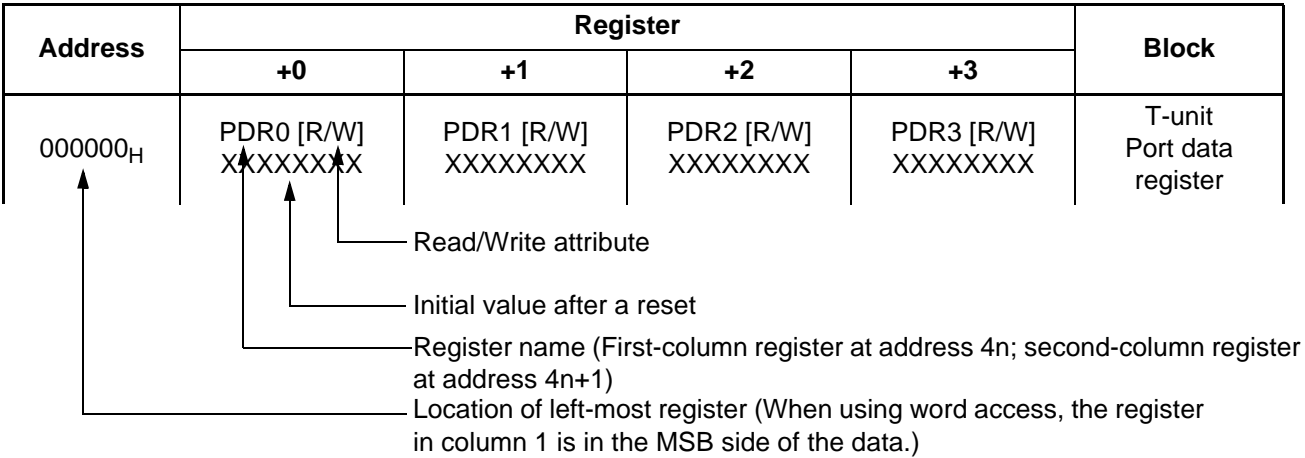 Address Register Block
+0 +1 +2 +3
000000H PDR0 [R/W] PDR1 [R/W] PDR2 [R/W] PDR3 [R/W] T-unit
XXXXXXXX XXXXXXXX XXXXXXXX XXXXXXXX Port data
register
Read/Write attribute
Initial value after a reset
Register name (First-column register at address 4n; second-column register
at address 4n+1)
Location of left-most register (When using word access, the register
in column 1 is in the MSB side of the data.)